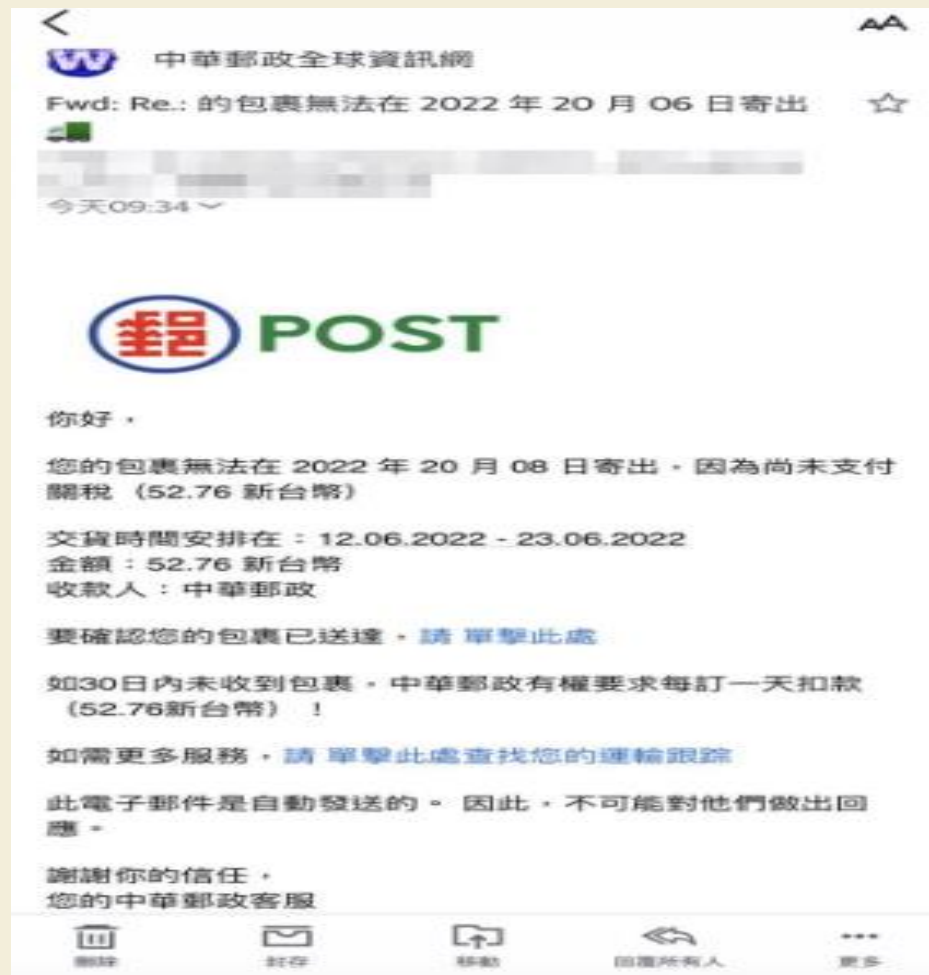 AA
W 中華郵政全球資訊網
Fwd: Re.: 的包裹無法在 2022 年 20 月 06 日寄出
今天09:34
郵 POST
你好，
您的包裹無法在 2022 年 20 月 08 日寄出，因為尚未支付
關稅（52.76 新台幣）
交貨時間安排在：12.06.2022 - 23.06.2022
金額：52.76 新台幣
收款人：中華郵政
要確認您的包裹已送達，請 單擊此處
如30日內未收到包裹，中華郵政有權要求每訂一天扣款
（52.76新台幣）！
如需更多服務，請 單擊此處查找您的運輸跟踪
此電子郵件是自動發送的。 因此，不可能對他們做出回
應。
謝謝你的信任，
您的中華郵政客服
刪除 封存 移動 回覆所有人 更多